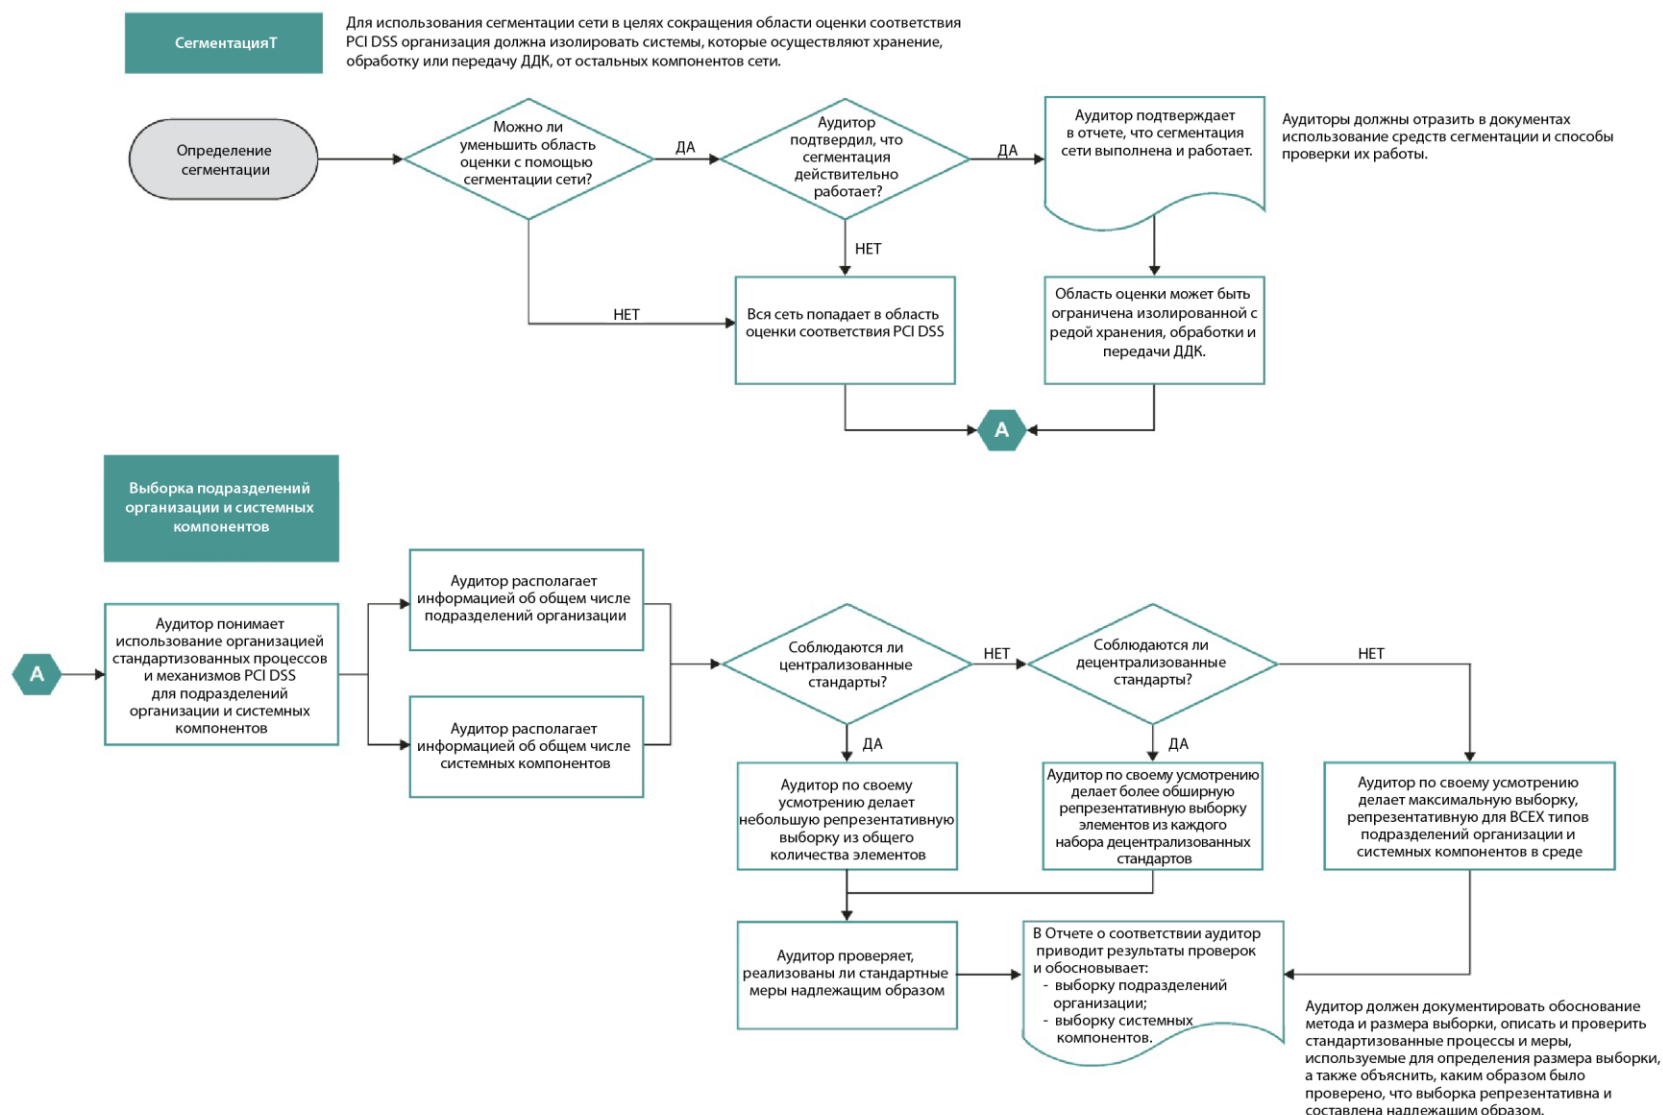 СегментацияТ
Для использования сегментации сети в целях сокращения области оценки соответствия
PCI DSS организация должна изолировать системы, которые осуществляют хранение,
обработку или передачу ДДК, от остальных компонентов сети.
Определение
сегментации
Можно ли
уменьшить область
оценки с помощью
сегментации сети?
ДА
Аудитор
подтвердил, что
сегментация
действительно
работает?
ДА
Аудитор подтверждает
в отчете, что сегментация
сети выполнена и работает.
Аудиторы должны отразить в документах
использование средств сегментации и способы
проверки их работы.
НЕТ
НЕТ
Вся сеть попадает в область
оценки соответствия PCI DSS
Область оценки может быть
ограничена изолированной с
редой хранения, обработки и
передачи ДДК.
A
Выборка подразделений
организации и системных
компонентов
A
Аудитор понимает
использование организацией
стандартизованных процессов
и механизмов PCI DSS
для подразделений
организации и системных
компонентов
Аудитор располагает
информацией об общем числе
подразделений организации
Аудитор располагает
информацией об общем числе
системных компонентов
Соблюдаются ли
централизованные
стандарты?
НЕТ
Соблюдаются ли
децентрализованные
стандарты?
НЕТ
ДА
ДА
Аудитор по своему
усмотрению делает
небольшую репрезентативную
выборку из общего
количества элементов
Аудитор по своему усмотрению
делает более обширную
репрезентативную выборку
элементов из каждого
набора децентрализованных
стандартов
Аудитор по своему усмотрению
делает максимальную выборку,
репрезентативную для ВСЕХ типов
подразделений организации и
системных компонентов в среде
Аудитор проверяет,
реализованы ли стандартные
меры надлежащим образом
В Отчете о соответствии аудитор
приводит результаты проверок
и обосновывает:
- выборку подразделений
организации;
- выборку системных
компонентов.
Аудитор должен документировать обоснование
метода и размера выборки, описать и проверить
стандартизованные процессы и меры,
используемые для определения размера выборки,
а также объяснить, каким образом было
проверено, что выборка репрезентативна и
составлена надлежащим образом.